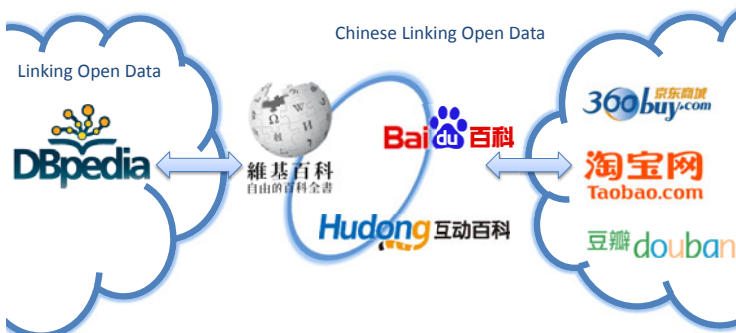 Chinese Linking Open Data
Linking Open Data
DBpedia
Ω W И
維基百科
自由的百科全書
Baidu百科
Hudong互动百科
360buy.com
京东商城
淘宝网
Taobao.com
豆瓣douban